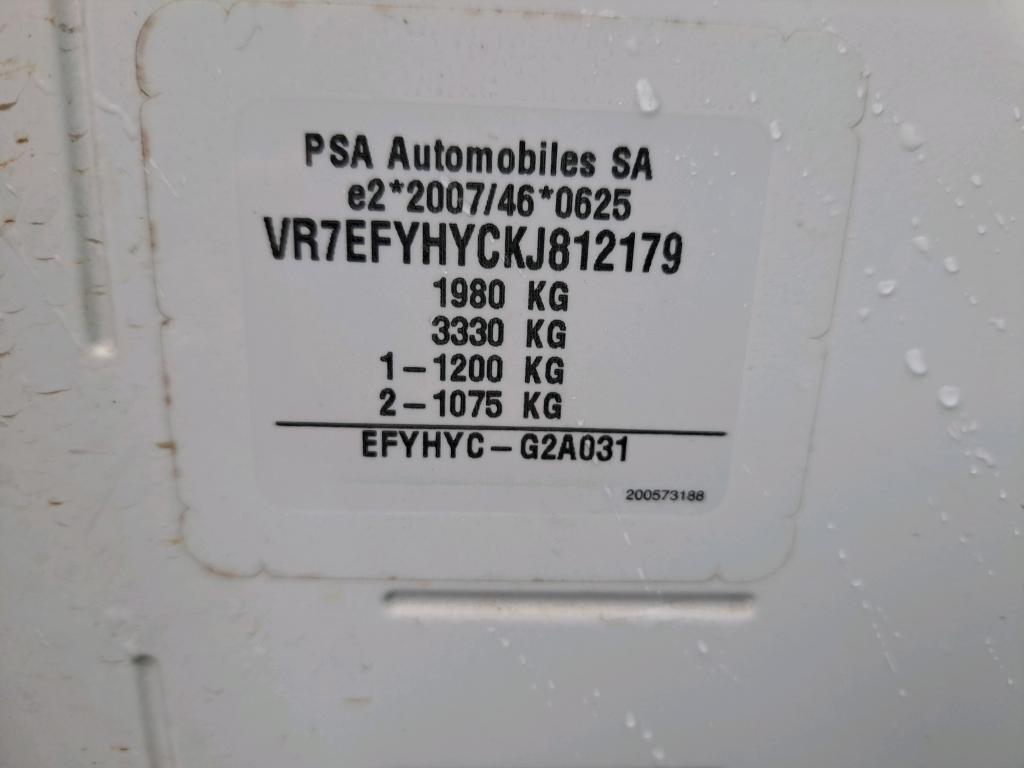 PSA Automobiles SA
e2*2007/46*0625
VR7EFYHYCKJ812179
1980 KG
3330 KG
1-1200 KG
2-1075 KG
EFYHYC-G2A031
200573188